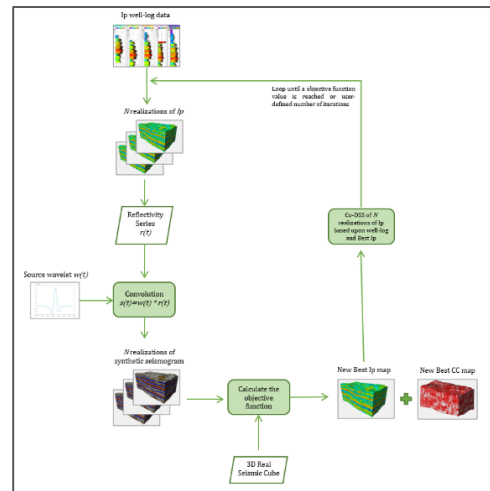 Ip well-log data
Loop until a objective function
value is reached or user-
defined number of iterations
N realizations of Ip
Reflectivity
Series
r(t)
Co-DSS of N
realizations of Ip
based upon well-log
and Best Ip
Source wavelet w(t)
Convolution
s(t)=w(t) * r(t)
N realizations of
synthetic seismogram
Calculate the
objective
function
New Best Ip map
New Best CC map
3D Real
Seismic Cube